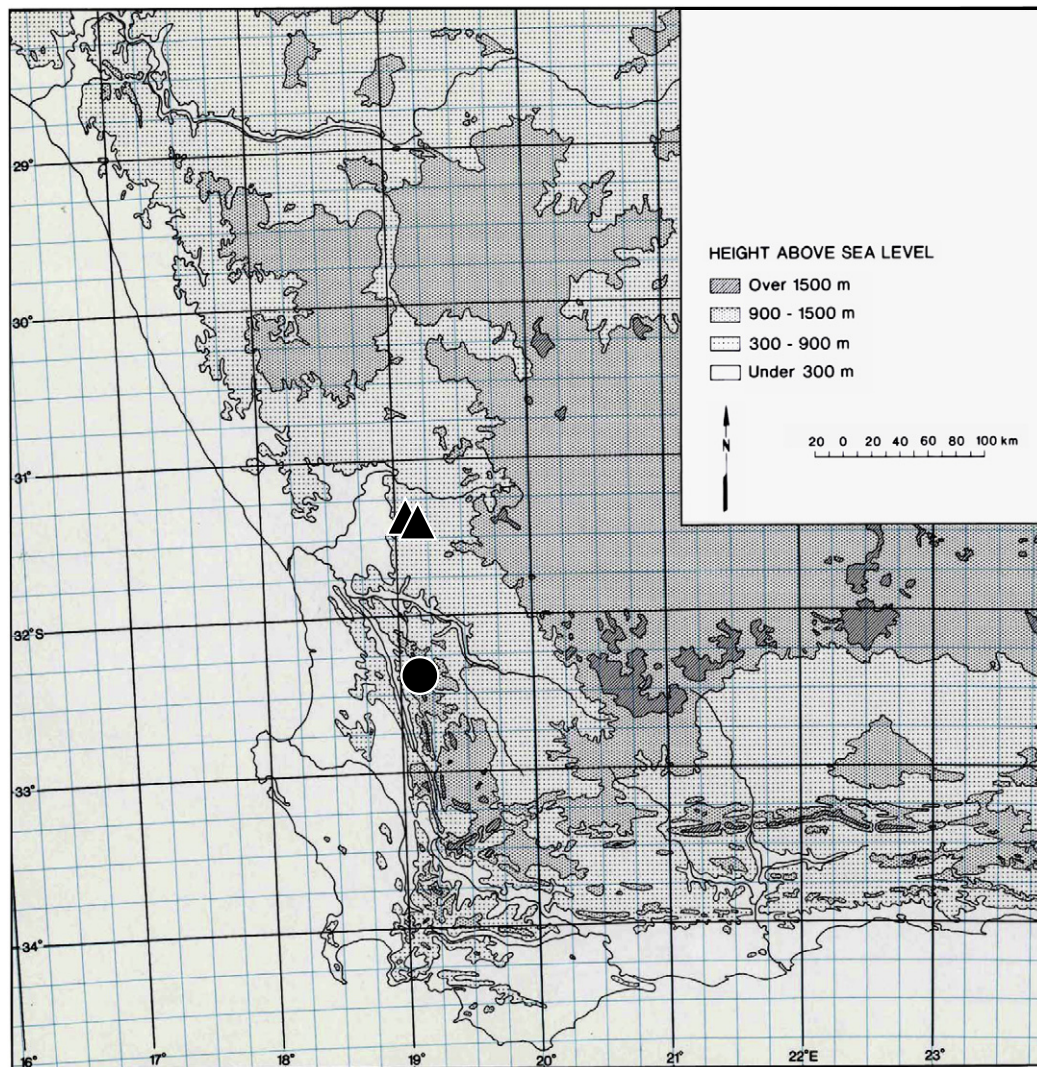 HEIGHT ABOVE SEA LEVEL
Over 1500 m
900 - 1500 m
300 - 900 m
Under 300 m
N
20 0 20 40 60 80 100 km
29°
30°
31°
32°S
33°
34°
16° 17° 18° 19° 20° 21° 22°E 23°